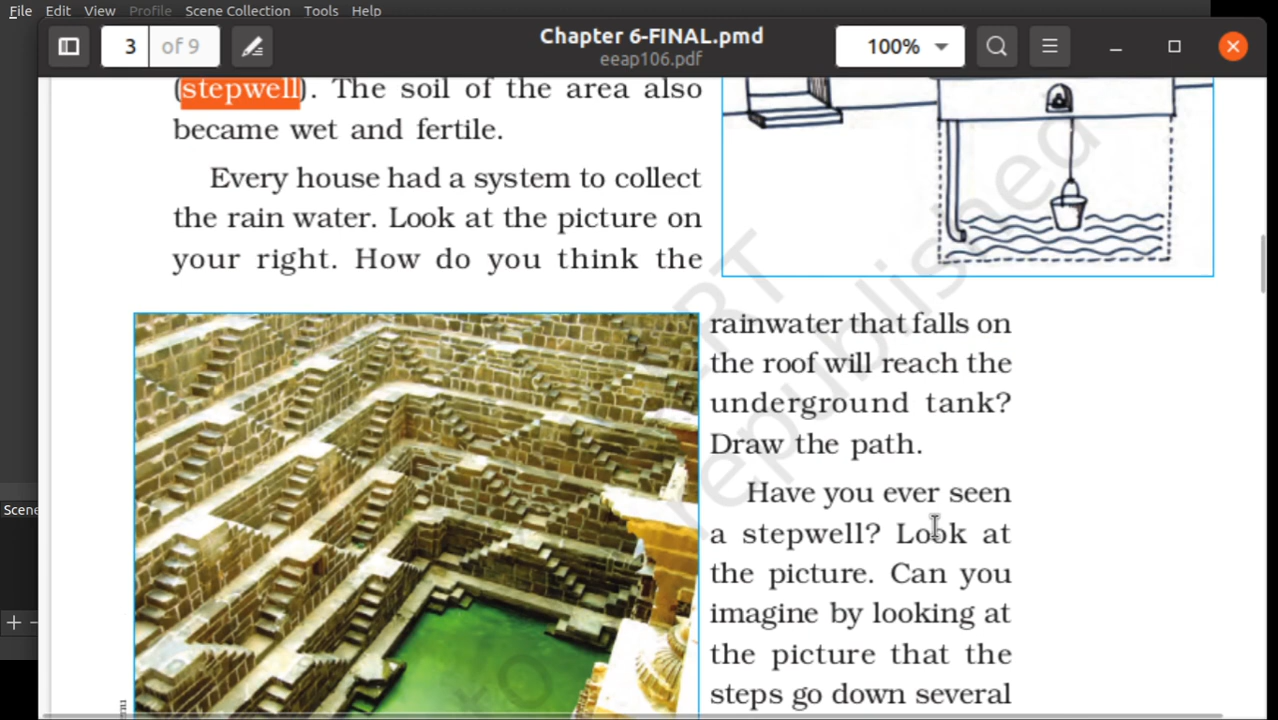 File Edit View Profile Scene Collection Tools Help
3 of 9
Chapter 6-FINAL.pmd
eeap106.pdf
100%
(stepwell). The soil of the area also
became wet and fertile.
Every house had a system to collect
the rain water. Look at the picture on
your right. How do you think the
rainwater that falls on
the roof will reach the
underground tank?
Draw the path.
Have you ever seen
a stepwell? Look at
the picture. Can you
imagine by looking at
the picture that the
steps go down several
Scene
republished
to